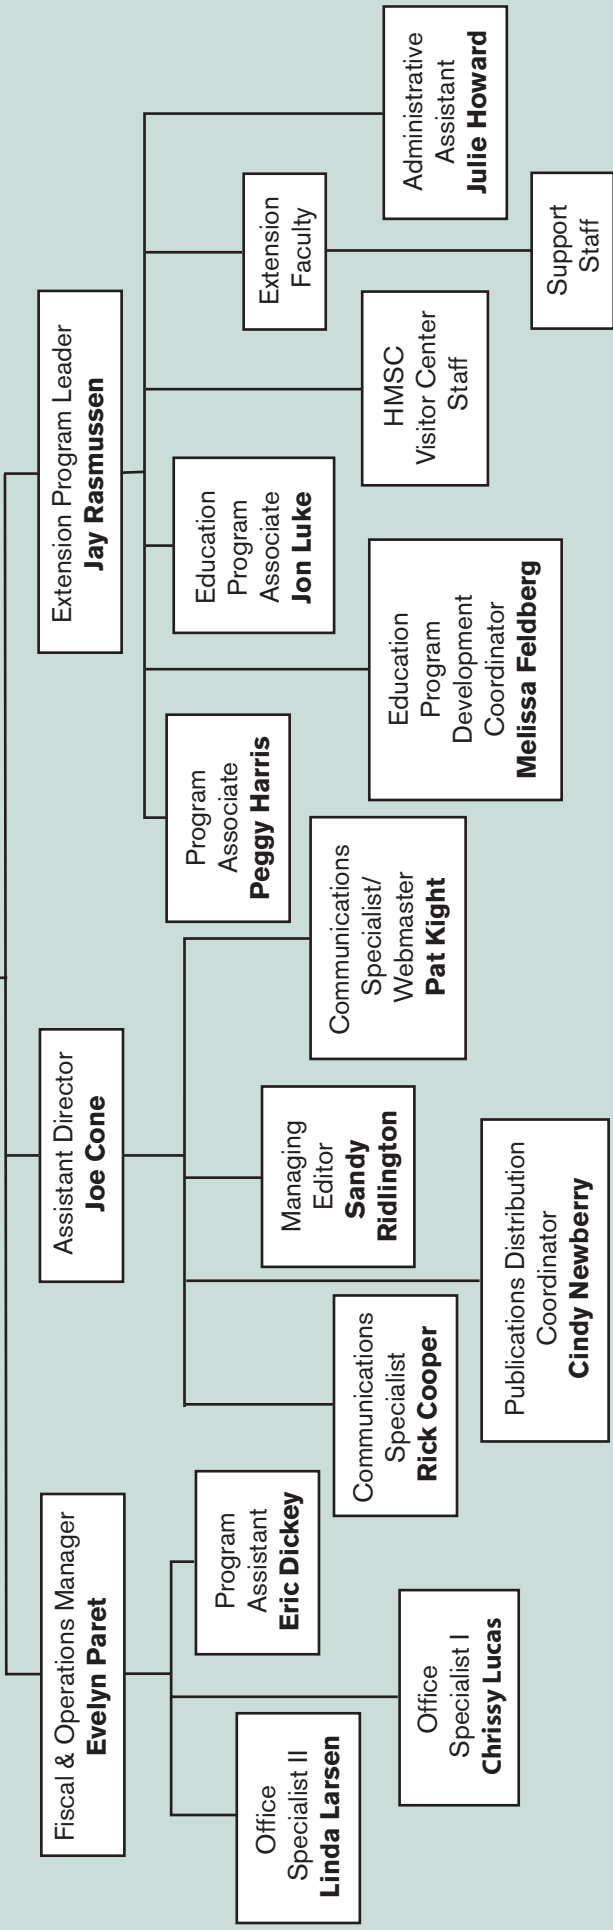 Fiscal & Operations Manager
Evelyn Paret
Office
Specialist II
Linda Larsen
Office
Specialist I
Chrissy Lucas
Program
Assistant
Eric Dickey
Assistant Director
Joe Cone
Communications
Specialist
Rick Cooper
Publications Distribution
Coordinator
Cindy Newberry
Managing
Editor
Sandy
Ridlington
Communications
Specialist/
Webmaster
Pat Kight
Extension Program Leader
Jay Rasmussen
Program
Associate
Peggy Harris
Education
Program
Development
Coordinator
Melissa Feldberg
Education
Program
Associate
Jon Luke
HMSC
Visitor Center
Staff
Extension
Faculty
Support
Staff
Administrative
Assistant
Julie Howard